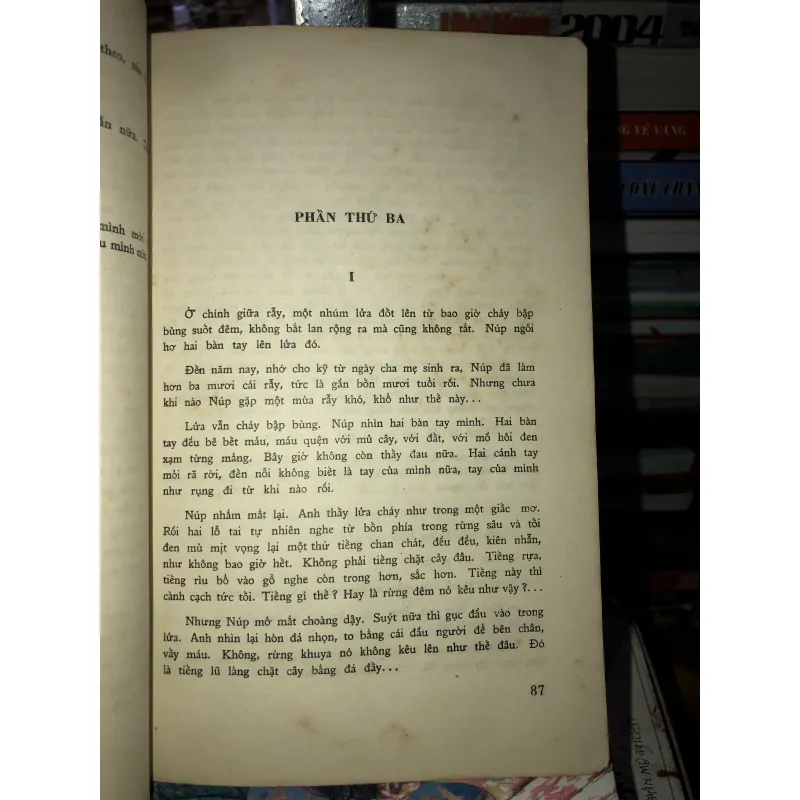 theo,
nữa.
mình mới
u mình nữa,
2004
NG VẺ VANG
DẤU CHÂN
PHẦN THỨ BA
I
Ở chính giữa rẫy, một nhúm lửa đốt lên từ bao giờ cháy bập
bùng suốt đêm, không bắt lan rộng ra mà cũng không tắt. Núp ngồi
hơ hai bàn tay lên lửa đó.
Đến năm nay, nhớ cho kỹ từ ngày cha mẹ sinh ra, Núp đã làm
hơn ba mươi cái rẫy, tức là gần bốn mươi tuổi rồi. Nhưng chưa
khi nào Núp gặp một mùa rẫy khó, khổ như thế này...
Lửa vẫn cháy bập bùng. Núp nhìn hai bàn tay mình. Hai bàn
tay đều bê bết máu, máu quện với mủ cây, với đất, với mồ hôi đen
xạm từng mảng. Bây giờ không còn thấy đau nữa. Hai cánh tay
mỏi rã rời, đến nỗi không biết là tay của mình nữa, tay của mình
như rụng đi từ khi nào rồi.
Núp nhắm mắt lại. Anh thấy lửa cháy như trong một giấc mơ.
Rồi hai lỗ tai tự nhiên nghe từ bốn phía trong rừng sâu và tối
đen mù mịt vọng lại một thứ tiếng chan chát, đều đều, kiên nhẫn,
như không bao giờ hết. Không phải tiếng chặt cây đâu. Tiếng rựa,
tiếng rìu bổ vào gỗ nghe còn trong hơn, sắc hơn. Tiếng này thì
cành cạch tức tối. Tiếng gì thế ? Hay là rừng đêm nó kêu như vậy ?...
Nhưng Núp mở mắt choàng dậy. Suýt nữa thì gục đầu vào trong
lửa. Anh nhìn lại hòn đá nhọn, to bằng cái đầu người để bên chân,
vấy máu. Không, rừng khuya nó không kêu lên như thế đâu. Đó
là tiếng lũ làng chặt cây bằng đá đấy...
87